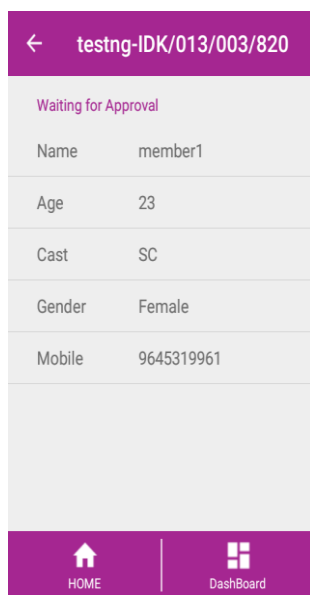 testng-IDK/013/003/820
Waiting for Approval
Name member1
Age 23
Cast SC
Gender Female
Mobile 9645319961
HOME DashBoard